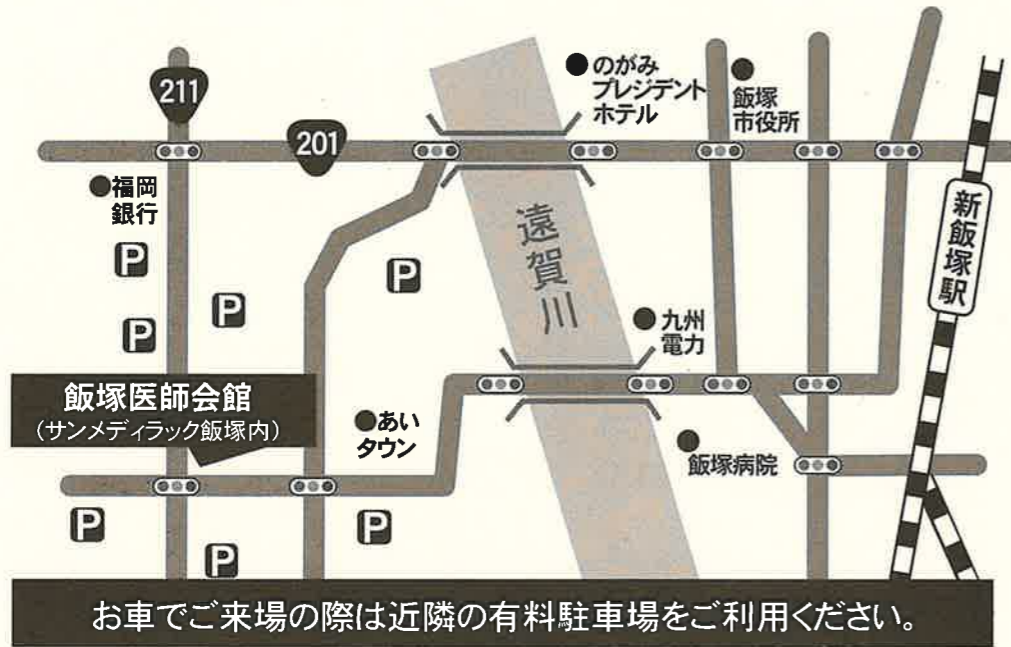 211
201
● のがみ
プレジデント
ホテル
●
飯塚
市役所
●福岡
銀行
P
P
P
P
遠賀川
新飯塚駅
● 九州
電力
飯塚医師会館
（サンメディラック飯塚内）
●あい
タウン
●
飯塚病院
P
P
P
お車でご来場の際は近隣の有料駐車場をご利用ください。